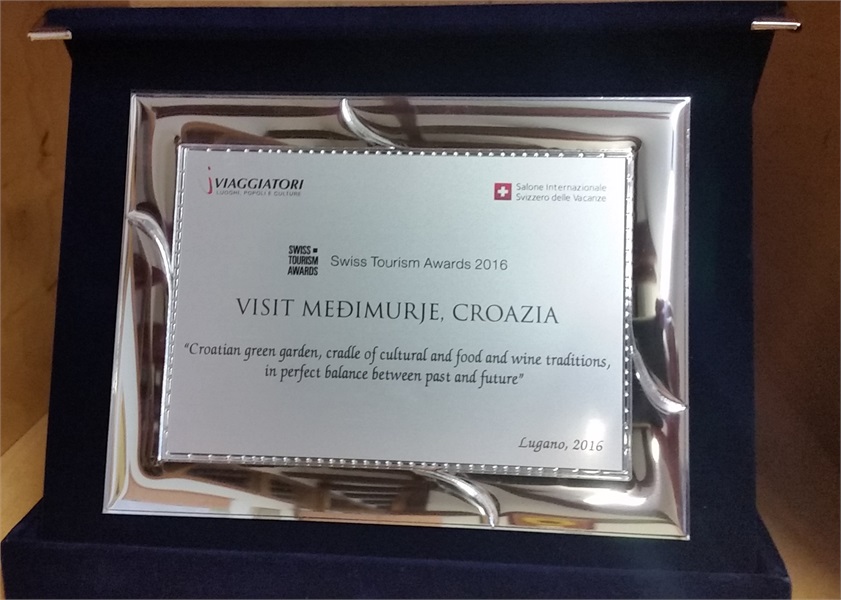 jVIAGGIATORI
LUOGHI, POPOLI E CULTURE
Salone Internazionale
Svizzero delle Vacanze
SWISS
TOURISM
AWARDS
Swiss Tourism Awards 2016
VISIT MEĐIMURJE, CROAZIA
“Croatian green garden, cradle of cultural and food and wine traditions,
in perfect balance between past and future”
Lugano, 2016